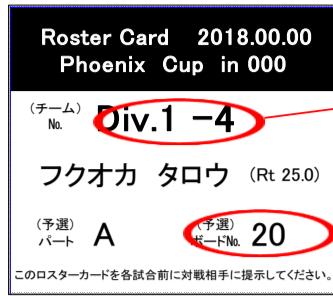 Roster Card 2018.00.00
Phoenix Cup in 000
(チーム) No. Div.1 -4
フクオカ タロウ (Rt 25.0)
(予選) パート A (予選) ボードNo. 20
このロスターカードを各試合前に対戦相手に提示してください。